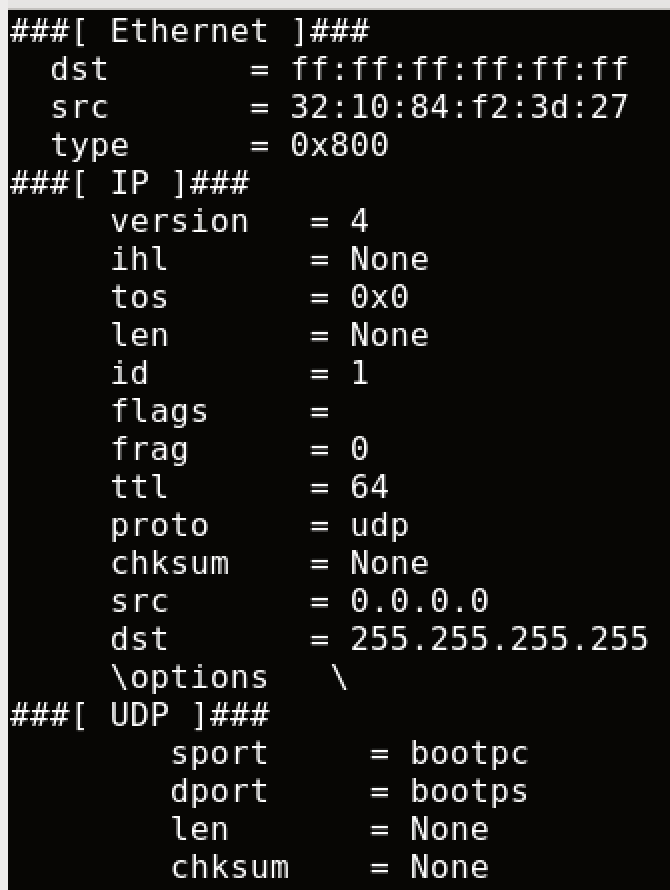 ###[ Ethernet ]###
  dst       = ff:ff:ff:ff:ff:ff
  src       = 32:10:84:f2:3d:27
  type      = 0x800
###[ IP ]###
     version   = 4
     ihl       = None
     tos       = 0x0
     len       = None
     id        = 1
     flags     =
     frag      = 0
     ttl       = 64
     proto     = udp
     chksum    = None
     src       = 0.0.0.0
     dst       = 255.255.255.255
     \options   \
###[ UDP ]###
        sport     = bootpc
        dport     = bootps
        len       = None
        chksum    = None